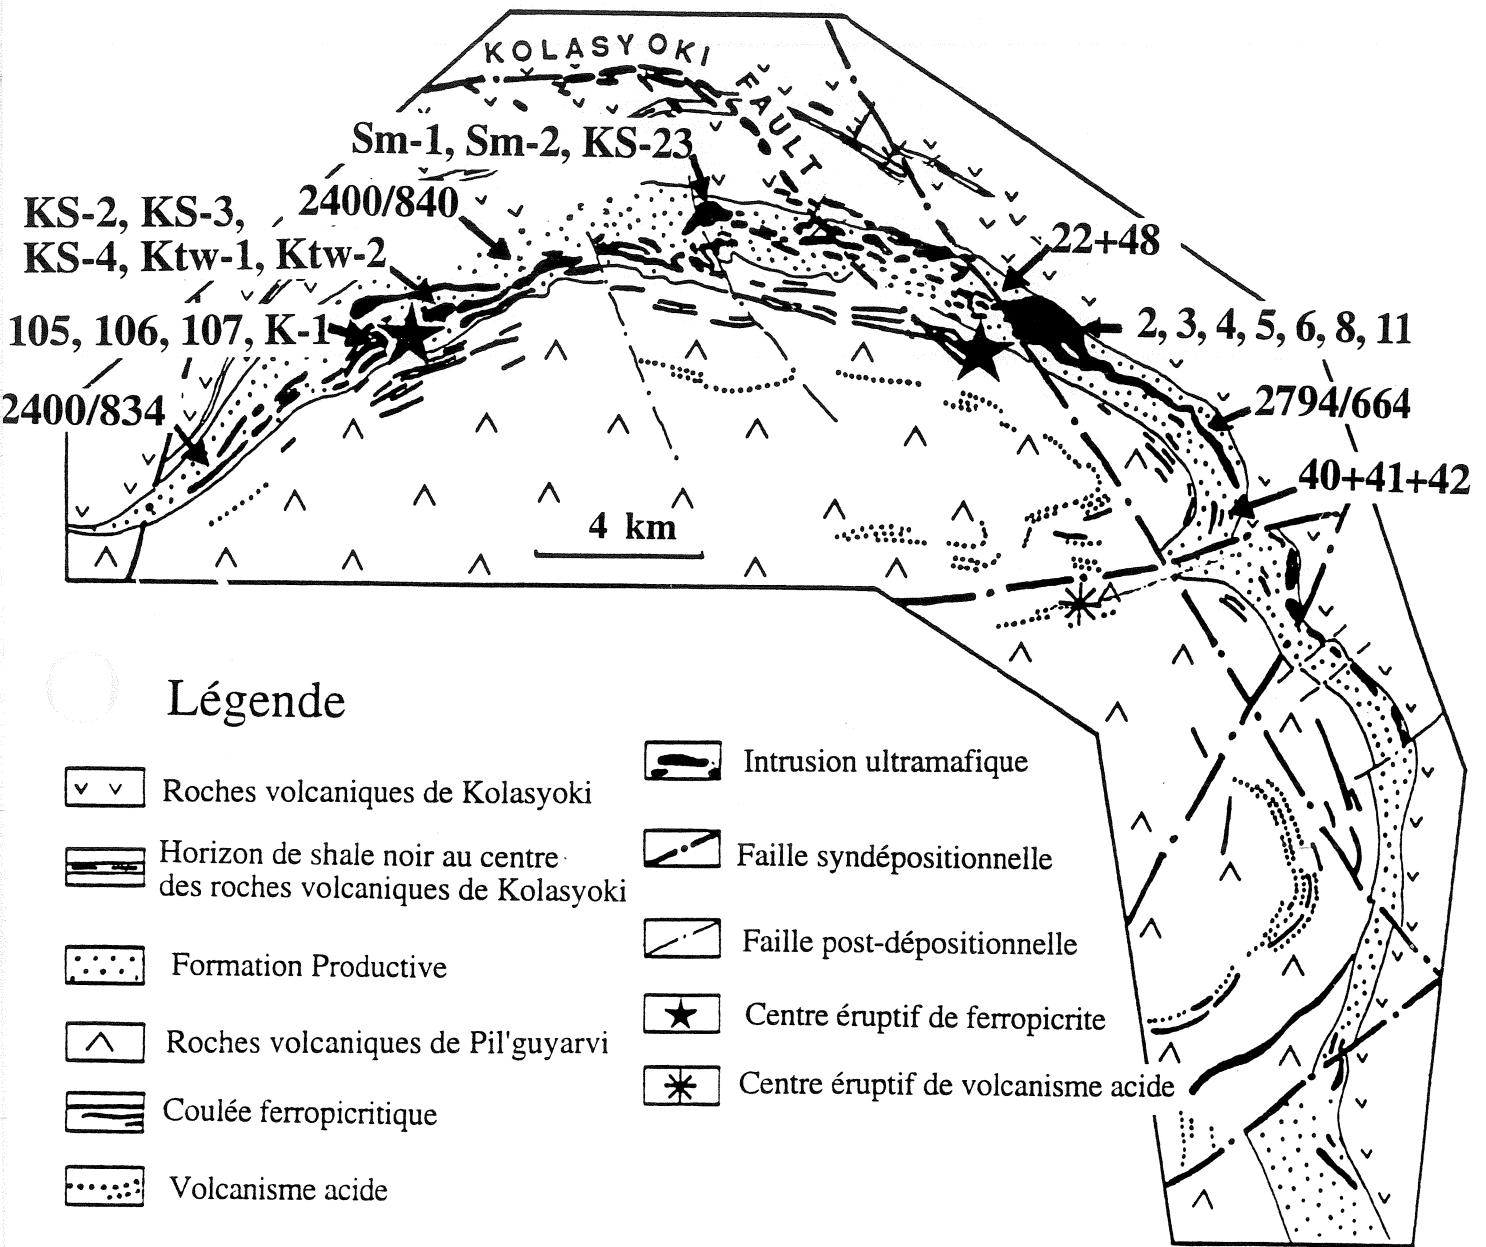 KOLASYOKI FAULT
Sm-1, Sm-2, KS-23
2400/840
KS-2, KS-3,
KS-4, Ktw-1, Ktw-2
22+48
105, 106, 107, K-1
2, 3, 4, 5, 6, 8, 11
2400/834
2794/664
40+41+42
4 km
Légende
Roches volcaniques de Kolasyoki
Horizon de shale noir au centre
des roches volcaniques de Kolasyoki
Formation Productive
Roches volcaniques de Pil'guyarvi
Coulée ferropicritique
Volcanisme acide
Intrusion ultramafique
Faille syndépositionnelle
Faille post-dépositionnelle
Centre éruptif de ferropicrite
Centre éruptif de volcanisme acide